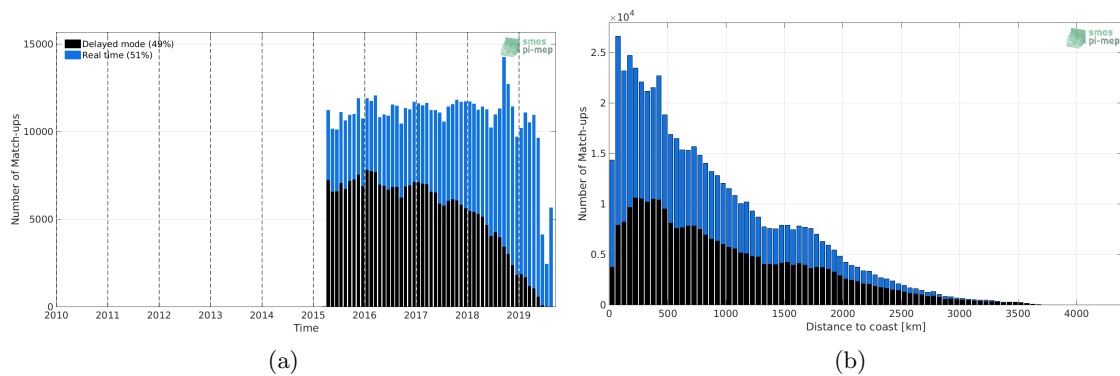 Delayed mode (49%)
Real time (51%)
smos
pi-mep
15000
10000
5000
0
Number of Match-ups
2010 2011 2012 2013 2014 2015 2016 2017 2018 2019
Time
(a)
×10⁴
smos
pi-mep
2.5
2
1.5
1
0.5
0
Number of Match-ups
0 500 1000 1500 2000 2500 3000 3500 4000
Distance to coast [km]
(b)